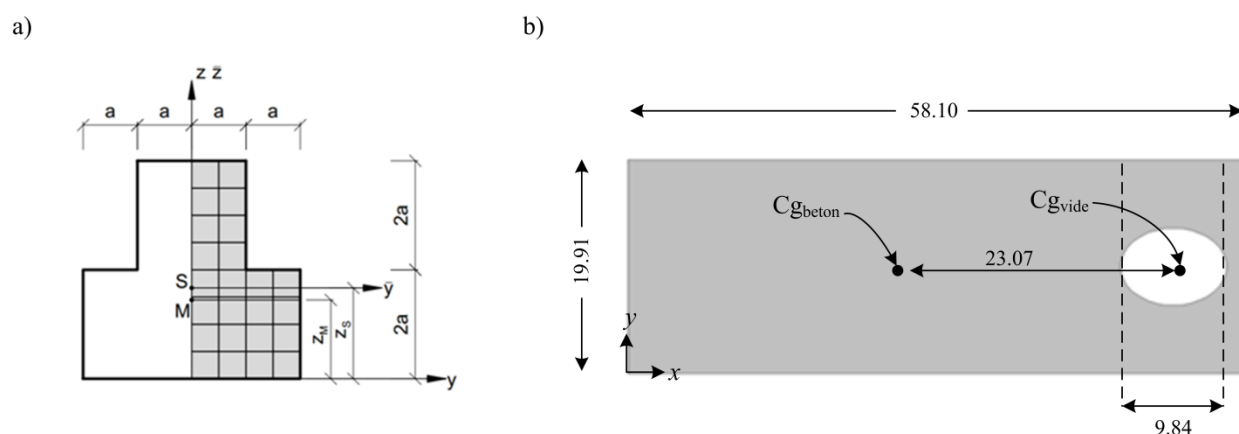 a)
b)
z z̄
a a a a
2a
2a
S
M
ȳ
z_M
z_S
y
58.10
19.91
Cg_beton
Cg_vide
23.07
y
x
9.84